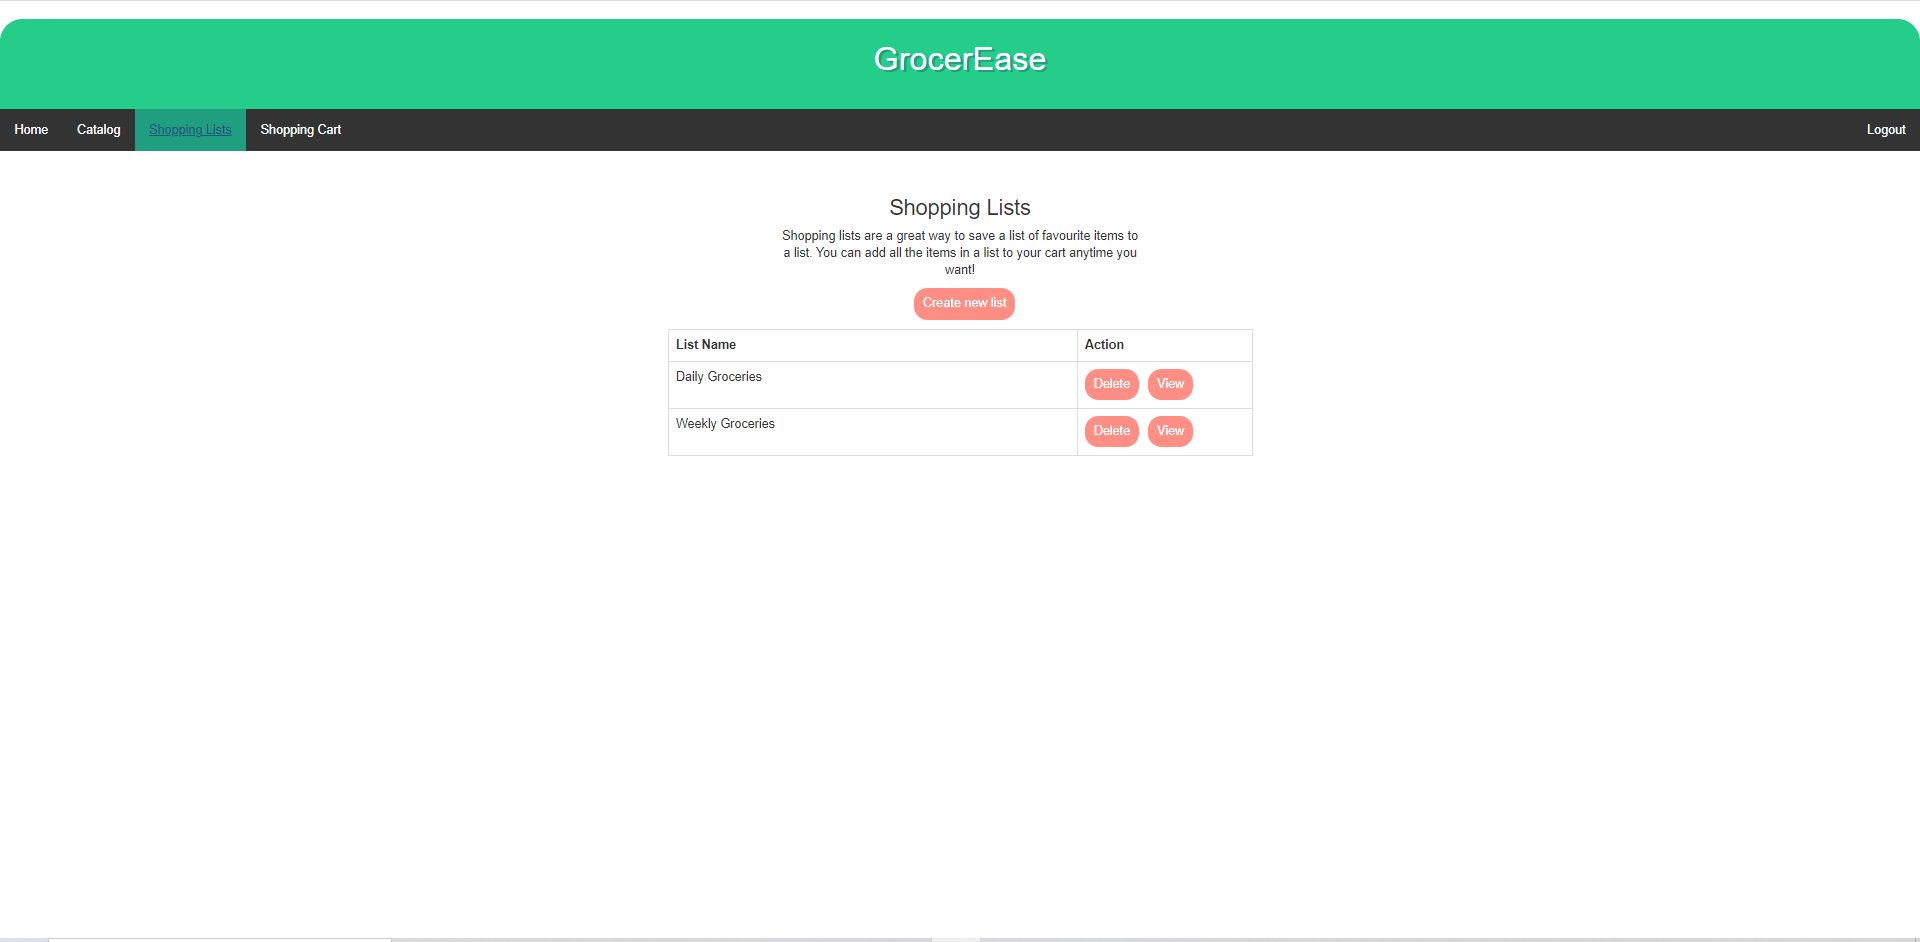 GrocerEase
Home Catalog Shopping Lists Shopping Cart Logout
Shopping Lists
Shopping lists are a great way to save a list of favourite items to
a list. You can add all the items in a list to your cart anytime you
want!
Create new list
List Name Action
Daily Groceries Delete View
Weekly Groceries Delete View